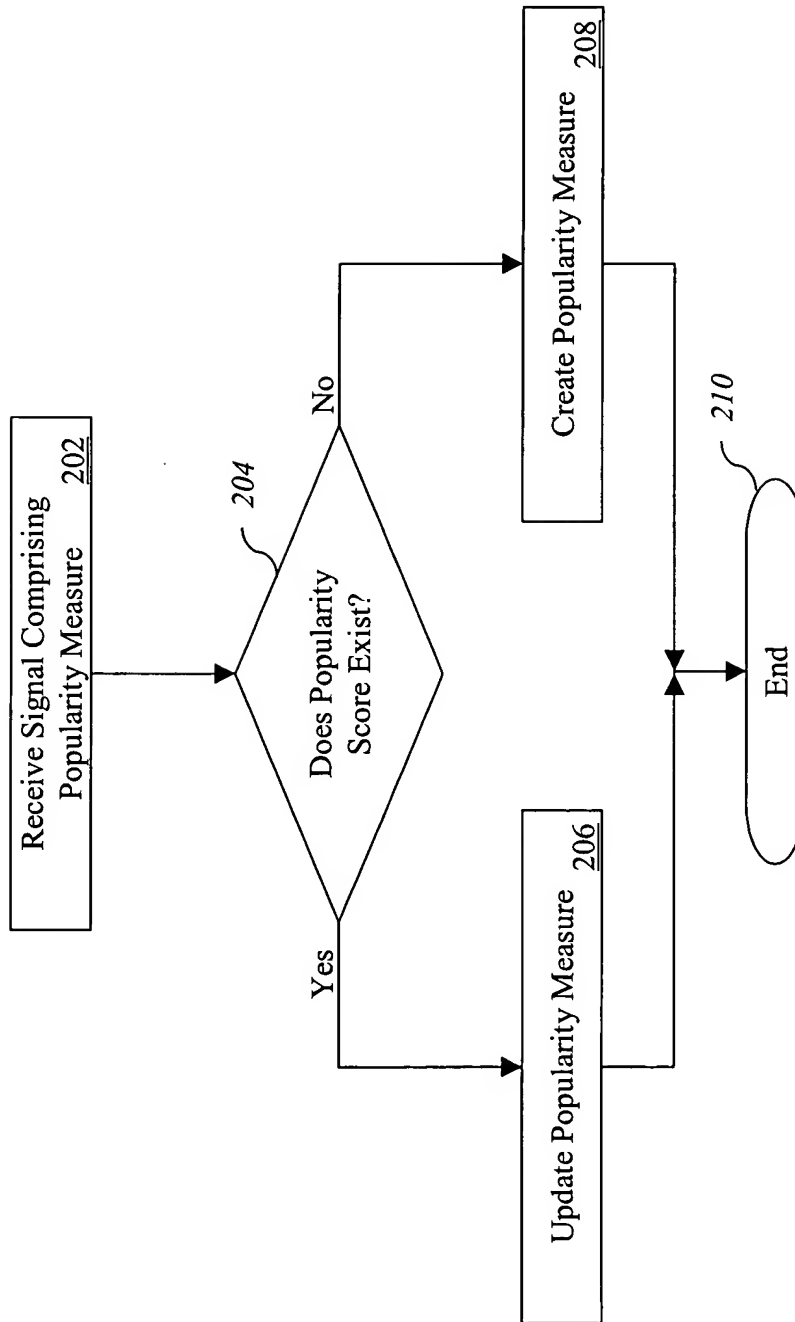 Receive Signal Comprising
Popularity Measure 202
204
Does Popularity
Score Exist?
Yes
No
Update Popularity Measure
206
Create Popularity Measure
208
210
End